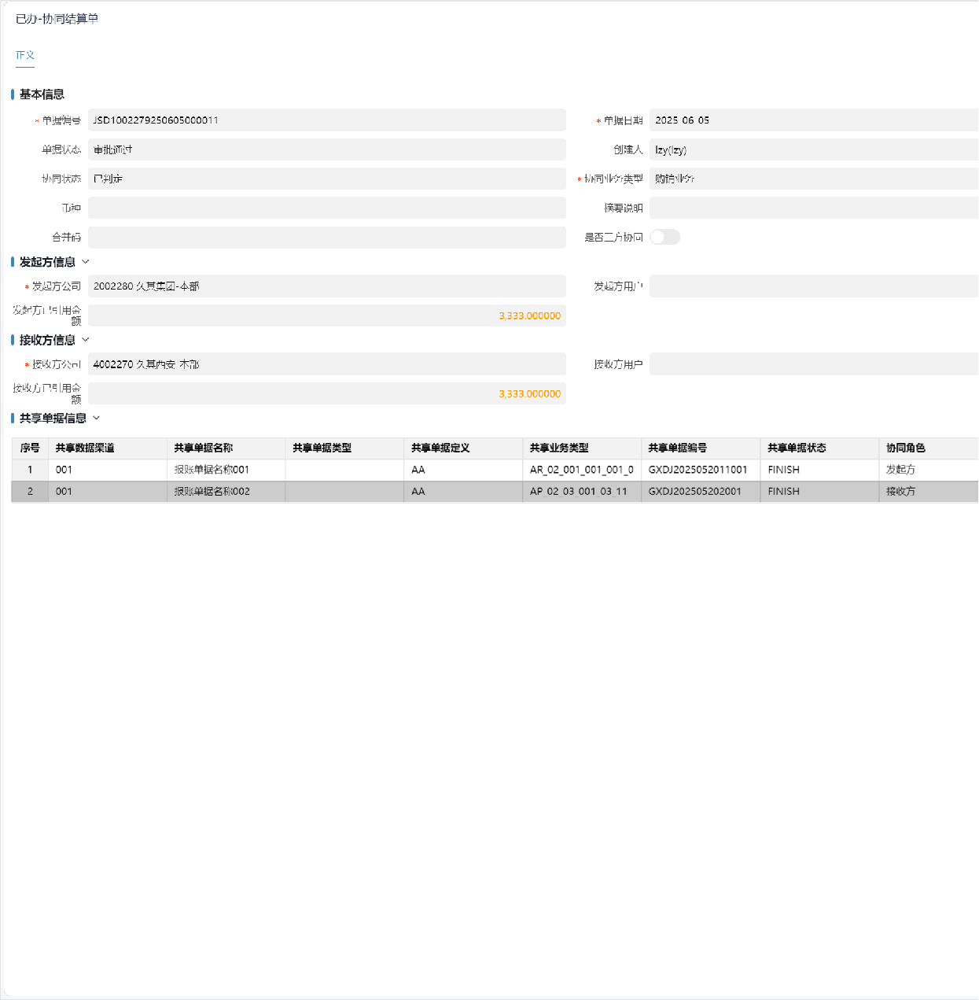 已办-协同结算单
正义
基本信息
* 单据编号 JSD1002279250605000011 * 单据日期 2025-06-05
单据状态 审批通过 创建人 lzy(lzy)
协同状态 已判定 * 协同业务类型 购销业务
币种 摘要说明
合并码 是否三方协同
发起方信息
* 发起方公司 2002280 久其集团-本部 发起方用户
发起方已引用金
额 3,333.000000
接收方信息
* 接收方公司 4002270 久其西安-本部 接收方用户
接收方已引用金
额 3,333.000000
共享单据信息
序号 共享数据渠道 共享单据名称 共享单据类型 共享单据定义 共享业务类型 共享单据编号 共享单据状态 协同角色
1 001 报账单据名称001 AA AR_02_001_001_001_0 GXDJ2025052011001 FINISH 发起方
2 001 报账单据名称002 AA AP_02_03_001_03_11 GXDJ202505202001 FINISH 接收方